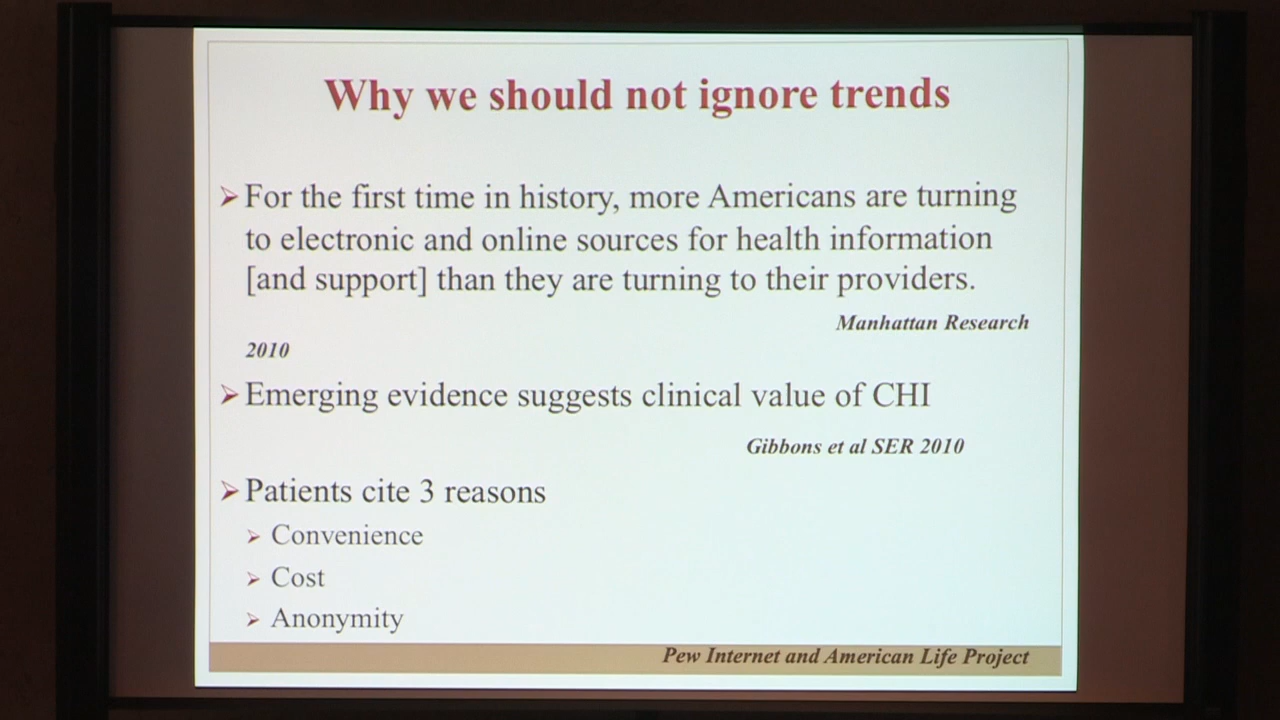 Why we should not ignore trends
For the first time in history, more Americans are turning
to electronic and online sources for health information
[and support] than they are turning to their providers.
Manhattan Research
2010
Emerging evidence suggests clinical value of CHI
Gibbons et al SER 2010
Patients cite 3 reasons
Convenience
Cost
Anonymity
Pew Internet and American Life Project